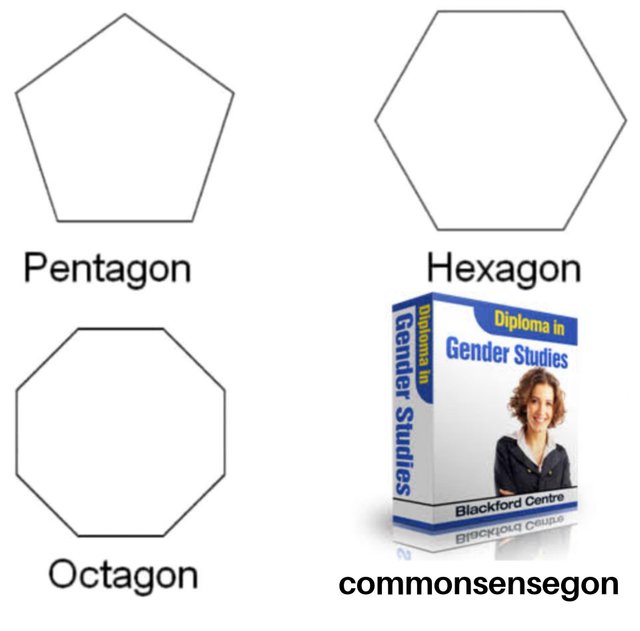 Pentagon
Hexagon
Diploma in
Gender Studies
Diploma in
Gender Studies
Blackford Centre
Octagon
commonsensegon